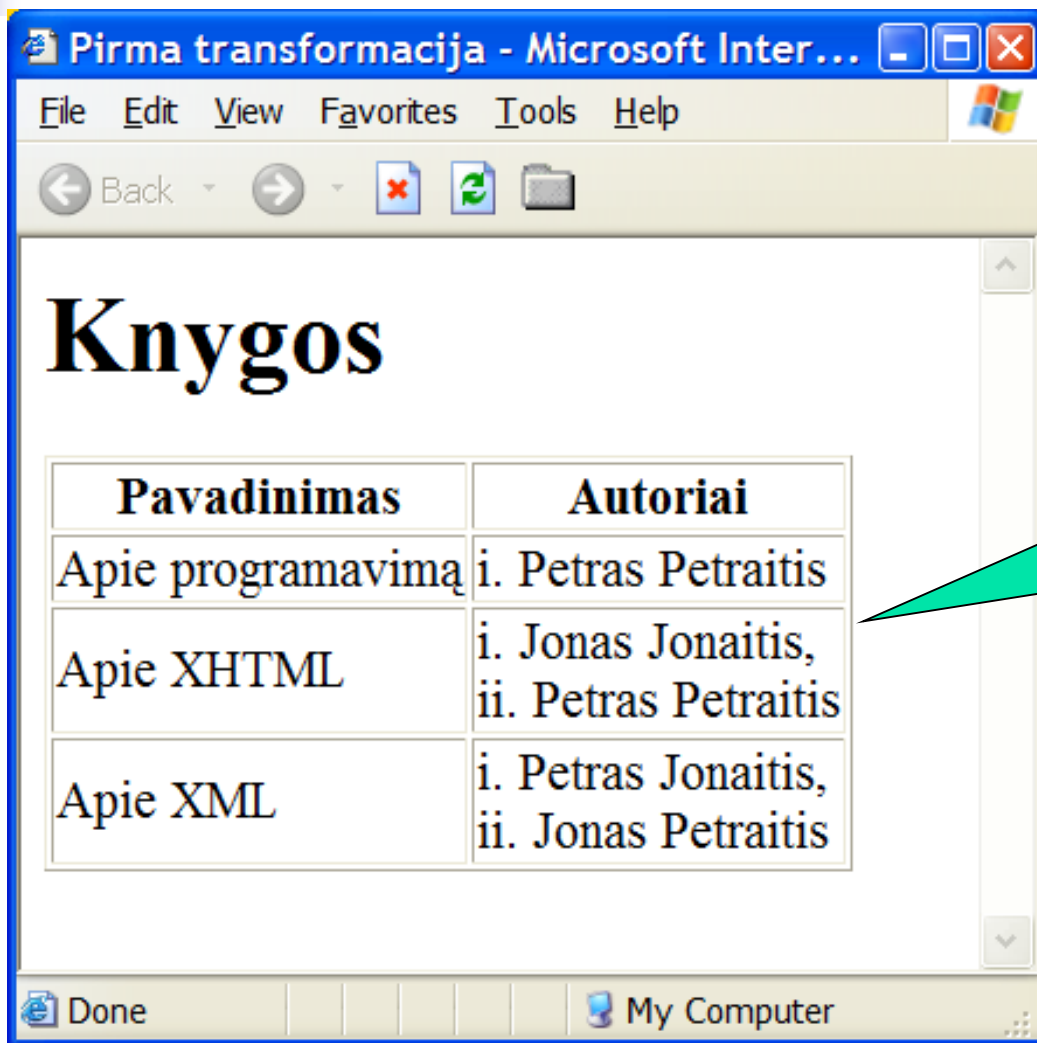 Pirma transformacija - Microsoft Inter...
File Edit View Favorites Tools Help
Back
Knygos
Pavadinimas Autoriai
Apie programavimą i. Petras Petraitis
Apie XHTML i. Jonas Jonaitis,
ii. Petras Petraitis
Apie XML i. Petras Jonaitis,
ii. Jonas Petraitis
Done My Computer